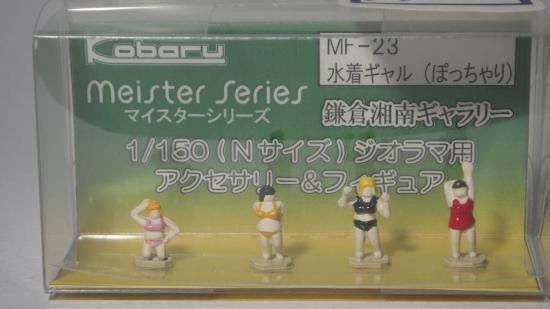 Kobaru
MF-23
水着ギャル (ぽっちゃり)
Meister Series
マイスターシリーズ
鎌倉湘南ギャラリー
1/150 (Nサイズ) ジオラマ用
アクセサリー&フィギュア